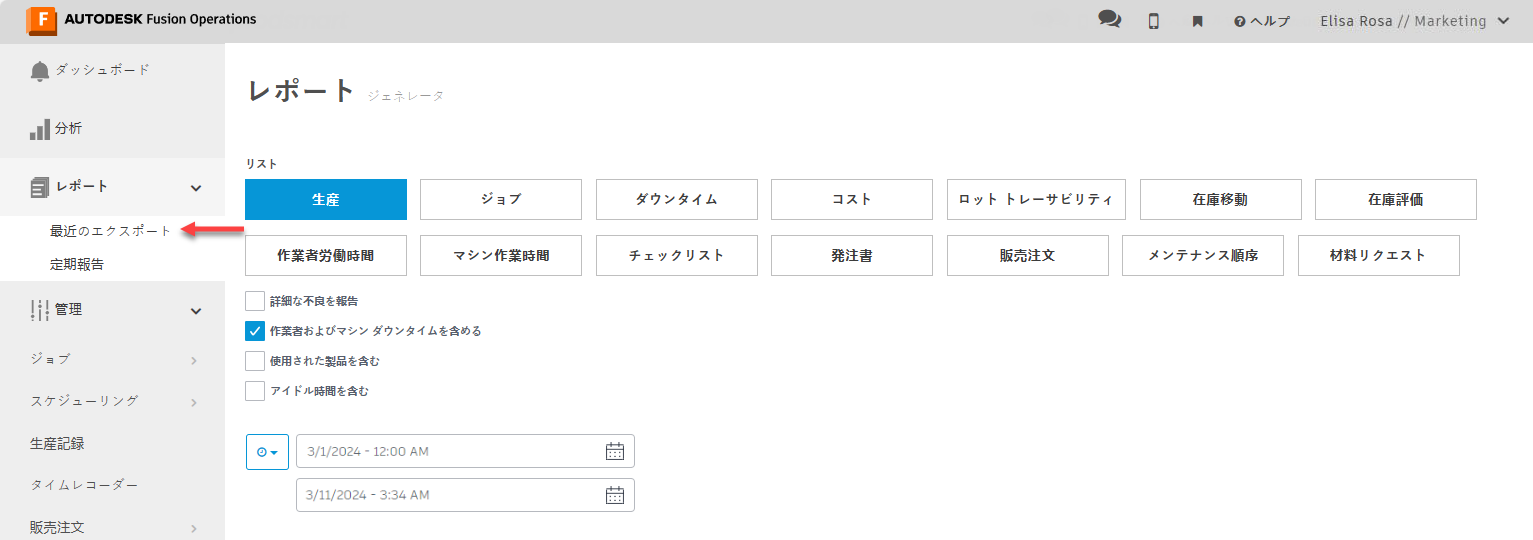 F AUTODESK Fusion Operations
ヘルプ
Elisa Rosa // Marketing
ダッシュボード
分析
レポート
最近のエクスポート
定期報告
管理
ジョブ
スケジューリング
生産記録
タイムレコーダー
販売注文
レポート ジェネレータ
リスト
生産 ジョブ ダウンタイム コスト ロット トレーサビリティ 在庫移動 在庫評価
作業者労働時間 マシン作業時間 チェックリスト 発注書 販売注文 メンテナンス順序 材料リクエスト
詳細な不良を報告
作業者およびマシン ダウンタイムを含める
使用された製品を含む
アイドル時間を含む
3/1/2024 - 12:00 AM
3/11/2024 - 3:34 AM